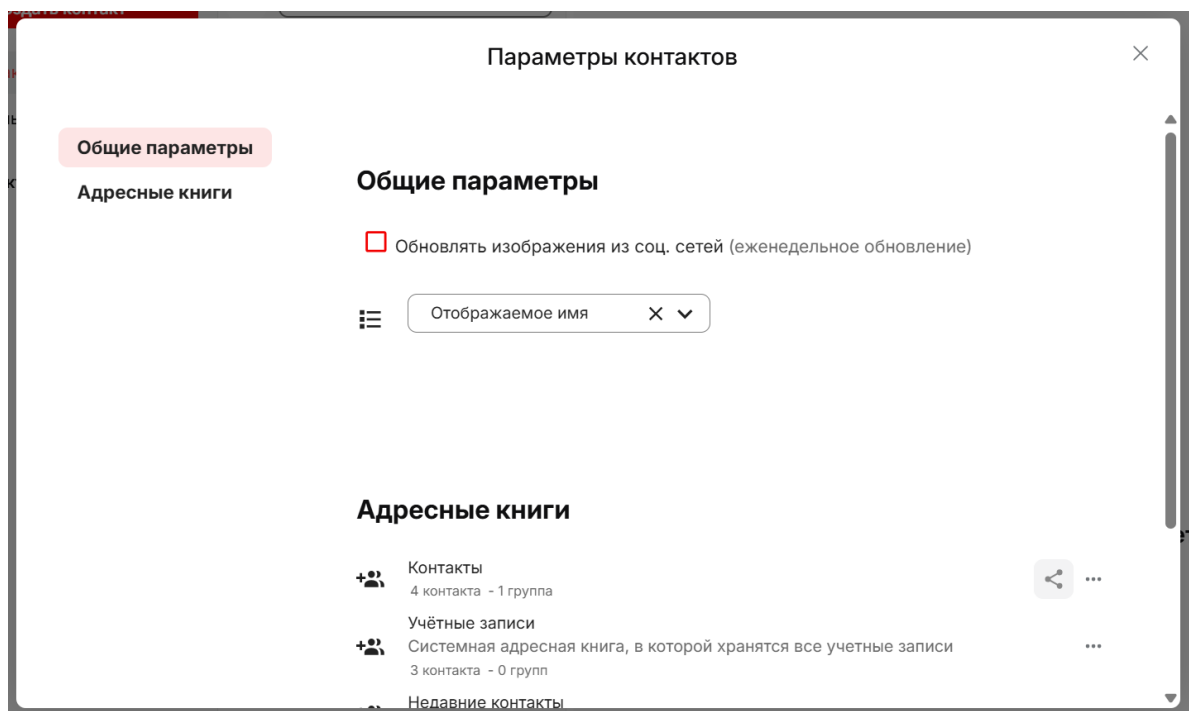 Параметры контактов
Общие параметры
Адресные книги
Общие параметры
Обновлять изображения из соц. сетей (еженедельное обновление)
Отображаемое имя
Адресные книги
Контакты
4 контакта - 1 группа
Учётные записи
Системная адресная книга, в которой хранятся все учетные записи
3 контакта - 0 групп
Недавние контакты